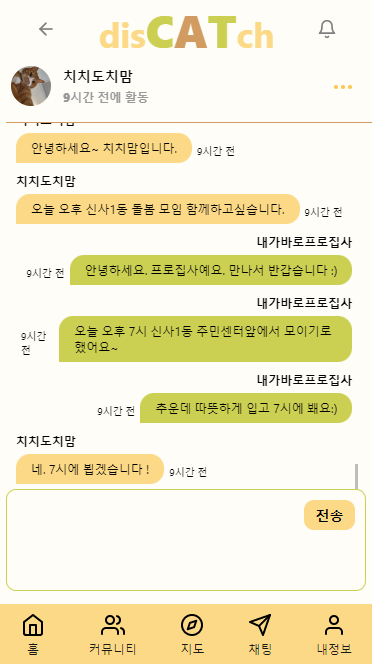 disCATch
치치도치맘
9시간 전에 활동
치치도치맘
안녕하세요~ 치치맘입니다.
9시간 전
치치도치맘
오늘 오후 신사1동 돌봄 모임 함께하고싶습니다.
9시간 전
내가바로프로집사
9시간 전
안녕하세요. 프로집사예요. 만나서 반갑습니다 :)
내가바로프로집사
9시간
전
오늘 오후 7시 신사1동 주민센터앞에서 모이기로
했어요~
내가바로프로집사
9시간 전
추운데 따뜻하게 입고 7시에 봬요:)
치치도치맘
네. 7시에 뵙겠습니다 !
9시간 전
전송
홈
커뮤니티
지도
채팅
내정보